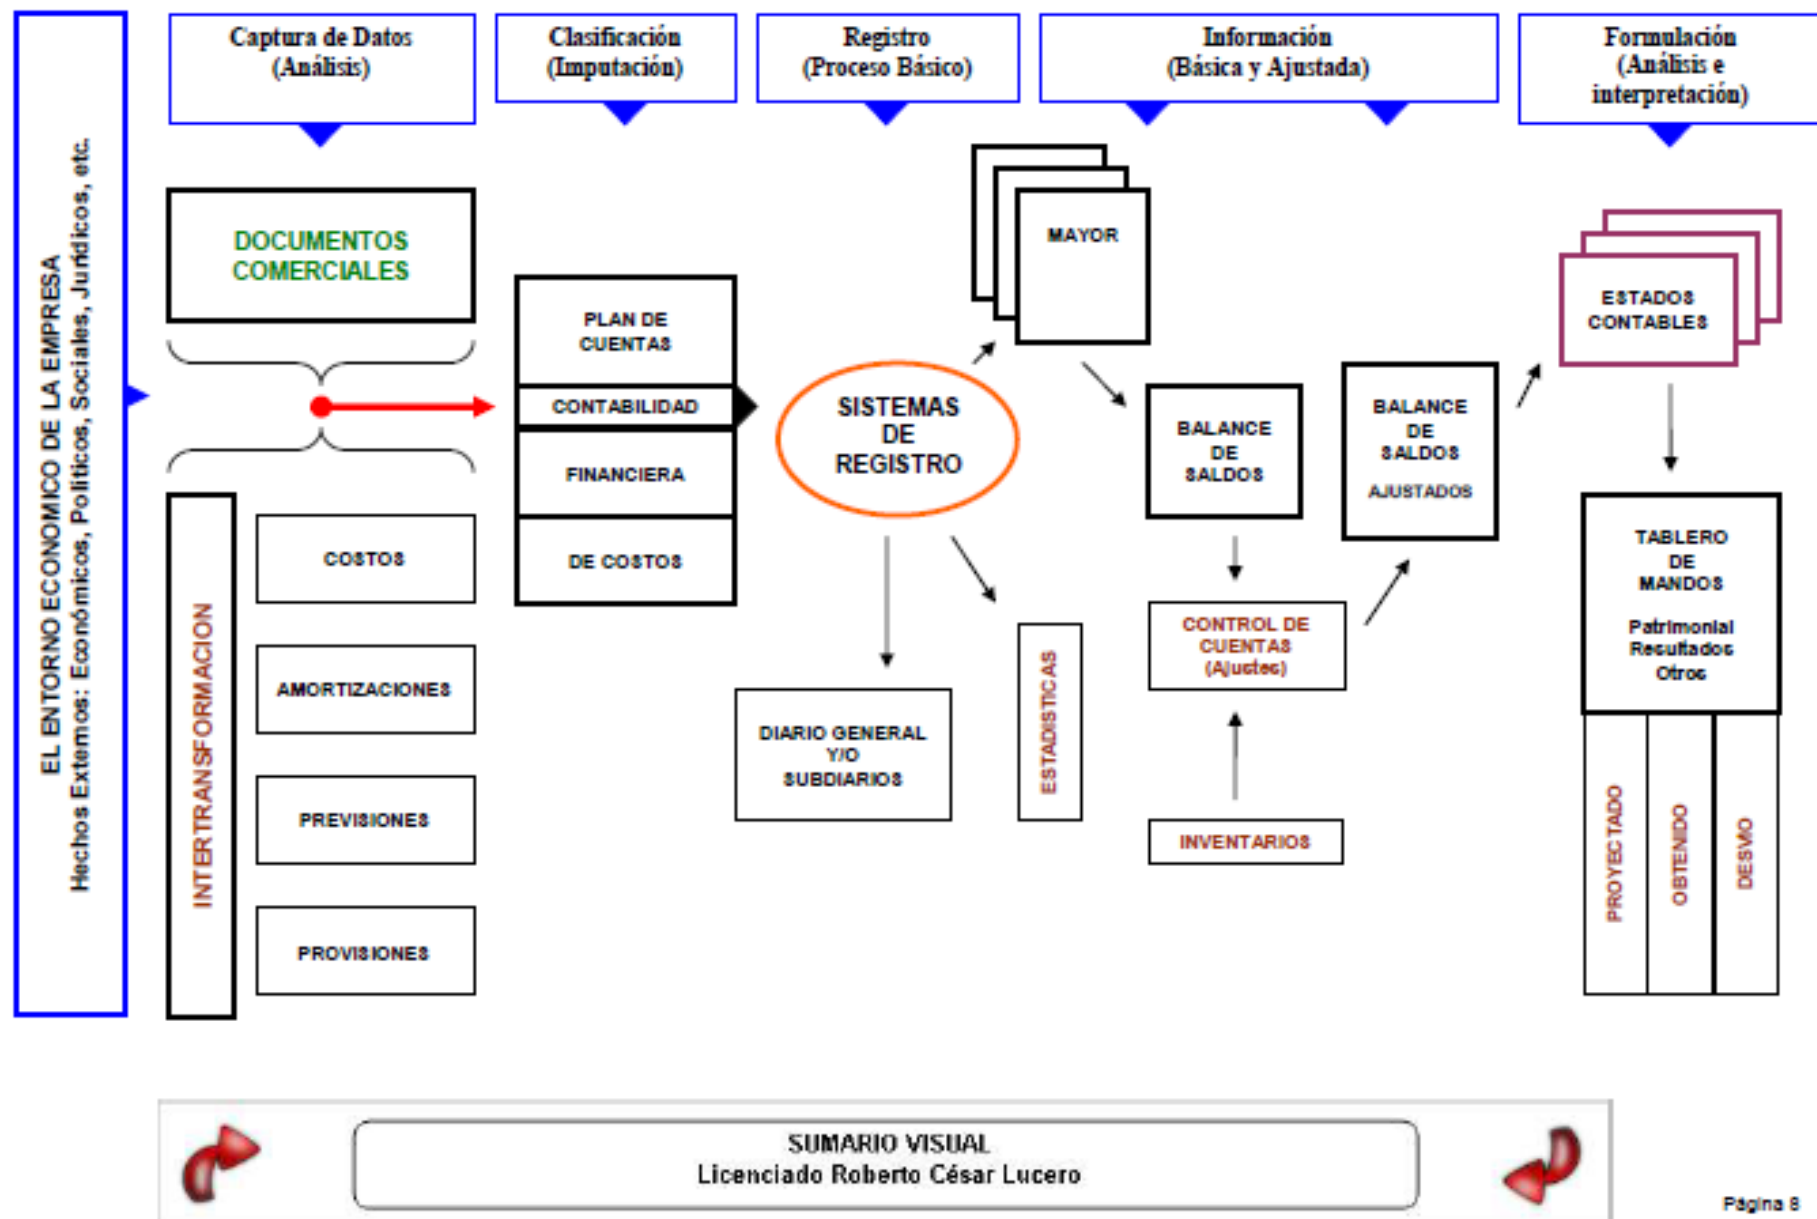 EL ENTORNO ECONOMICO DE LA EMPRESA
Hechos Externos: Económicos, Políticos, Sociales, Jurídicos, etc.
Captura de Datos
(Análisis)
Clasificación
(Imputación)
Registro
(Proceso Básico)
Información
(Básica y Ajustada)
Formulación
(Análisis e
interpretación)
DOCUMENTOS
COMERCIALES
INTERTRANSFORMACION
COSTOS
AMORTIZACIONES
PREVISIONES
PROVISIONES
PLAN DE
CUENTAS
CONTABILIDAD
FINANCIERA
DE COSTOS
SISTEMAS
DE
REGISTRO
DIARIO GENERAL
Y/O
SUBDIARIOS
ESTADISTICAS
MAYOR
BALANCE
DE
SALDOS
CONTROL DE
CUENTAS
(Ajustes)
INVENTARIOS
BALANCE
DE
SALDOS
AJUSTADOS
ESTADOS
CONTABLES
TABLERO
DE
MANDOS
Patrimonial
Resultados
Otros
PROYECTADO
OBTENIDO
DESVIO
SUMARIO VISUAL
Licenciado Roberto César Lucero
Página 8